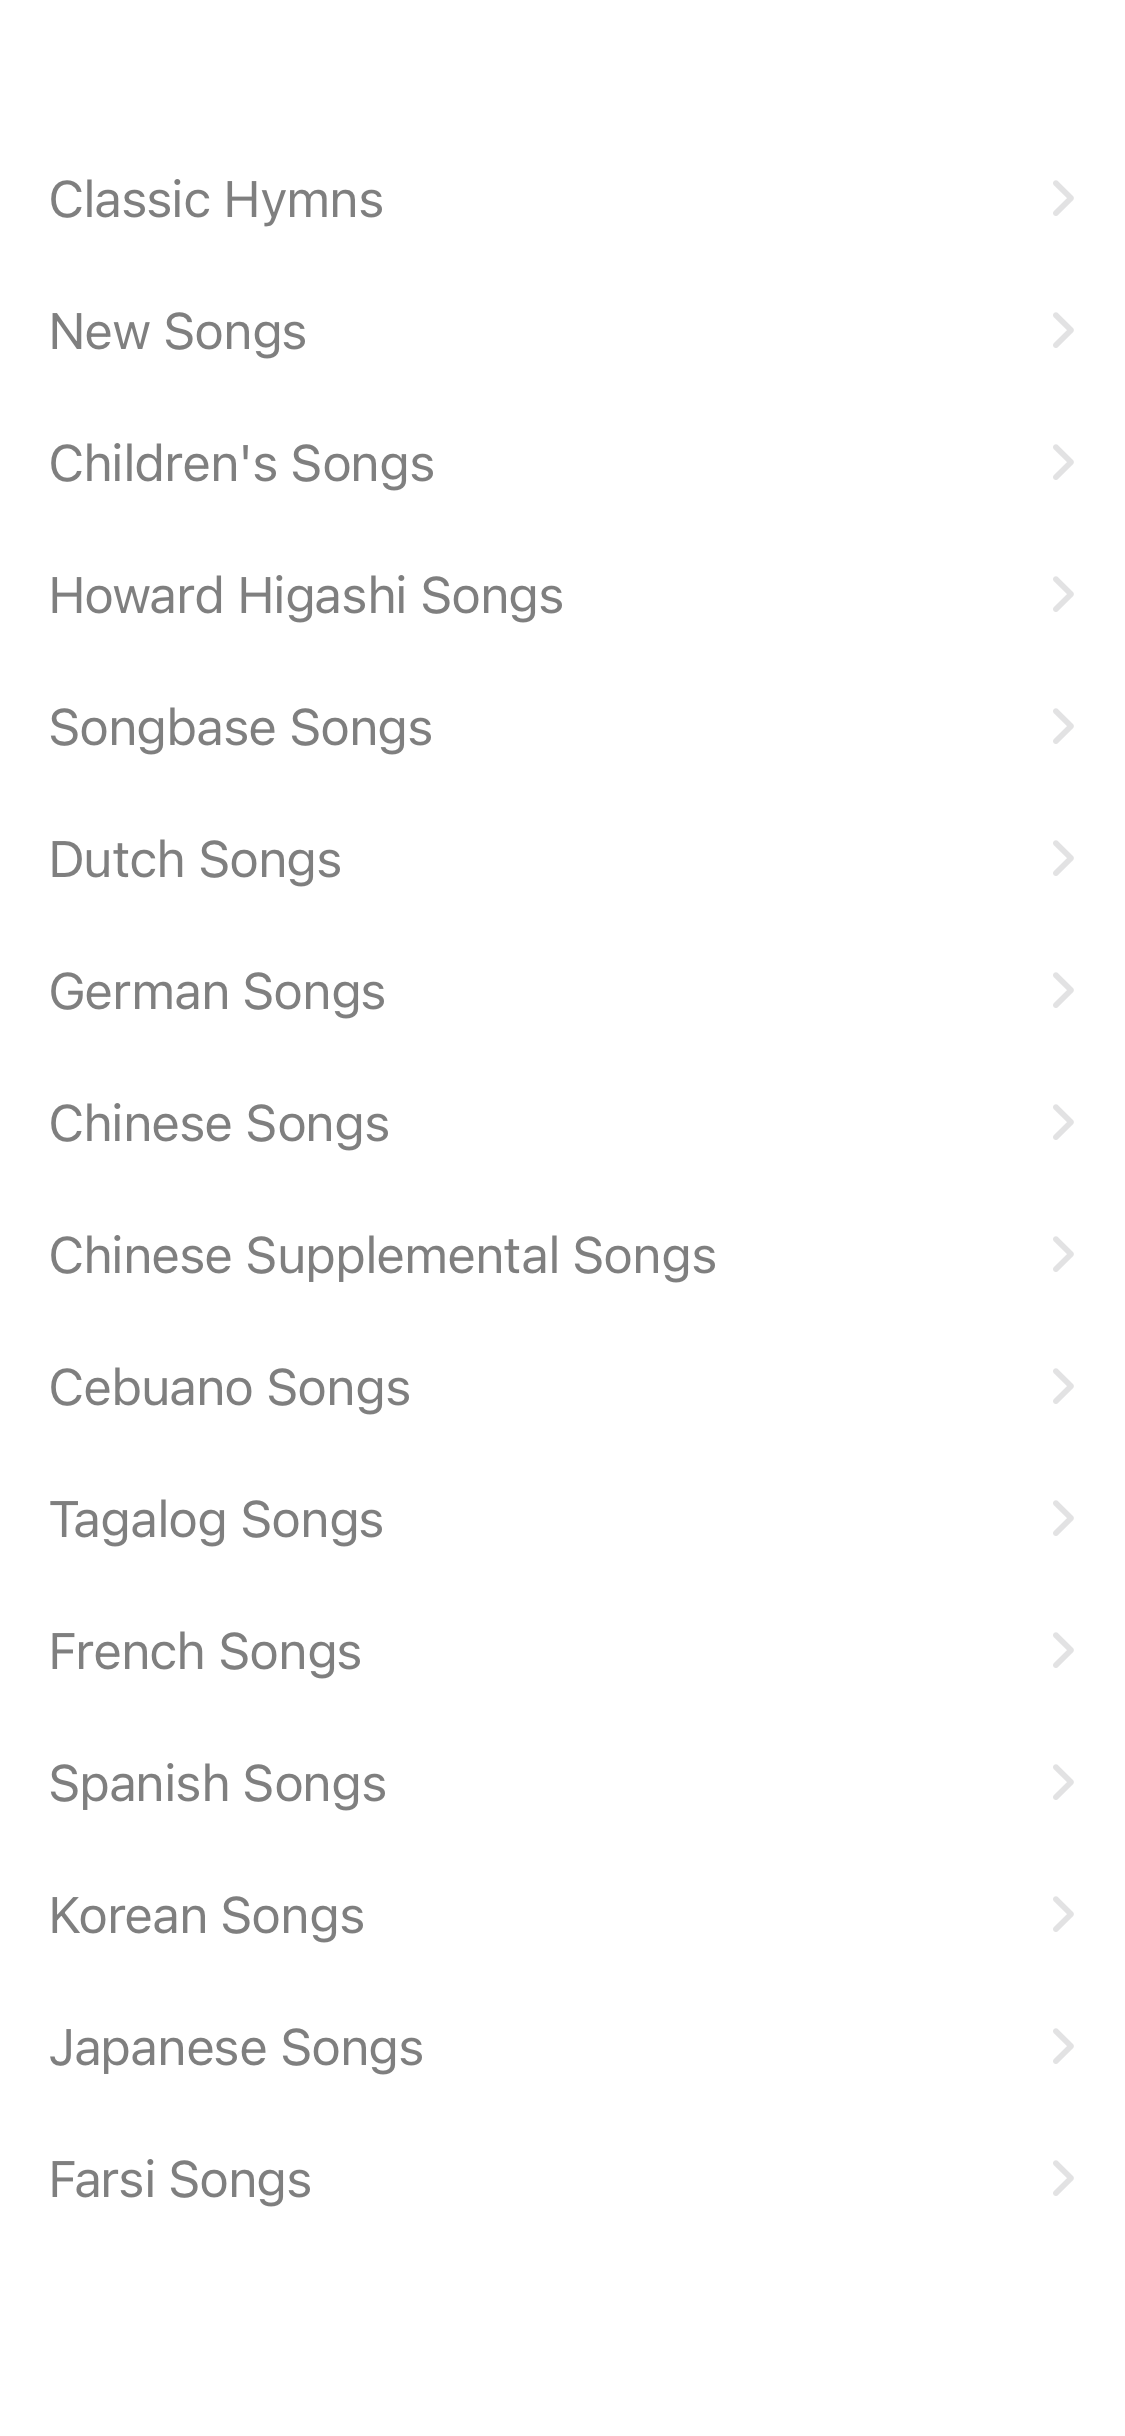 Classic Hymns
New Songs
Children's Songs
Howard Higashi Songs
Songbase Songs
Dutch Songs
German Songs
Chinese Songs
Chinese Supplemental Songs
Cebuano Songs
Tagalog Songs
French Songs
Spanish Songs
Korean Songs
Japanese Songs
Farsi Songs